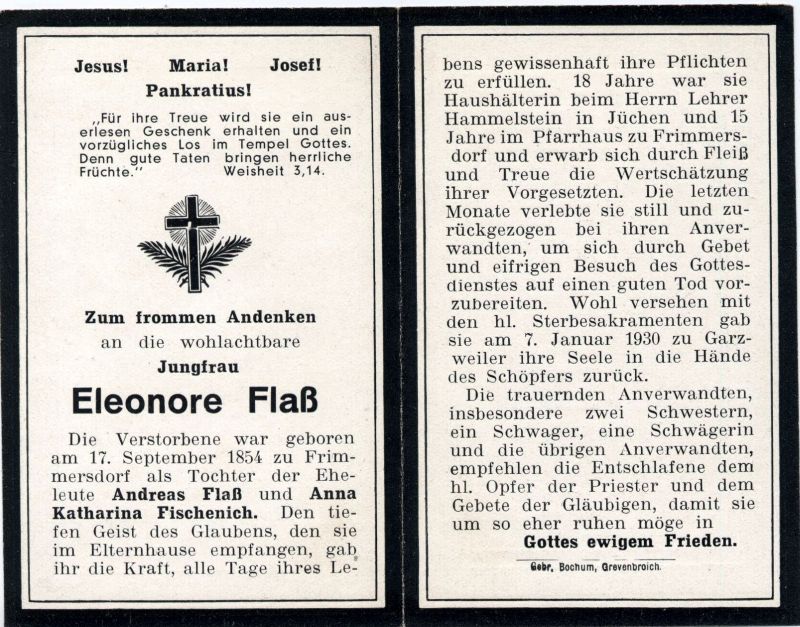 Jesus! Maria! Josef!
Pankratius!
„Für ihre Treue wird sie ein aus-
erlesen Geschenk erhalten und ein
vorzügliches Los im Tempel Gottes.
Denn gute Taten bringen herrliche
Früchte.“ Weisheit 3,14.
Zum frommen Andenken
an die wohlachtbare
Jungfrau
Eleonore Flaß
Die Verstorbene war geboren
am 17. September 1854 zu Frim-
mersdorf als Tochter der Ehe-
leute Andreas Flaß und Anna
Katharina Fischenich. Den tie-
fen Geist des Glaubens, den sie
im Elternhause empfangen, gab
ihr die Kraft, alle Tage ihres Le-
bens gewissenhaft ihre Pflichten
zu erfüllen. 18 Jahre war sie
Haushälterin beim Herrn Lehrer
Hammelstein in Jüchen und 15
Jahre im Pfarrhaus zu Frimmers-
dorf und erwarb sich durch Fleiß
und Treue die Wertschätzung
ihrer Vorgesetzten. Die letzten
Monate verlebte sie still und zu-
rückgezogen bei ihren Anver-
wandten, um sich durch Gebet
und eifrigen Besuch des Gottes-
dienstes auf einen guten Tod vor-
zubereiten. Wohl versehen mit
den hl. Sterbesakramenten gab
sie am 7. Januar 1930 zu Garz-
weiler ihre Seele in die Hände
des Schöpfers zurück.
Die trauernden Anverwandten,
insbesondere zwei Schwestern,
ein Schwager, eine Schwägerin
und die übrigen Anverwandten,
empfehlen die Entschlafene dem
hl. Opfer der Priester und dem
Gebete der Gläubigen, damit sie
um so eher ruhen möge in
Gottes ewigem Frieden.
Gebr. Bochum, Grevenbroich.